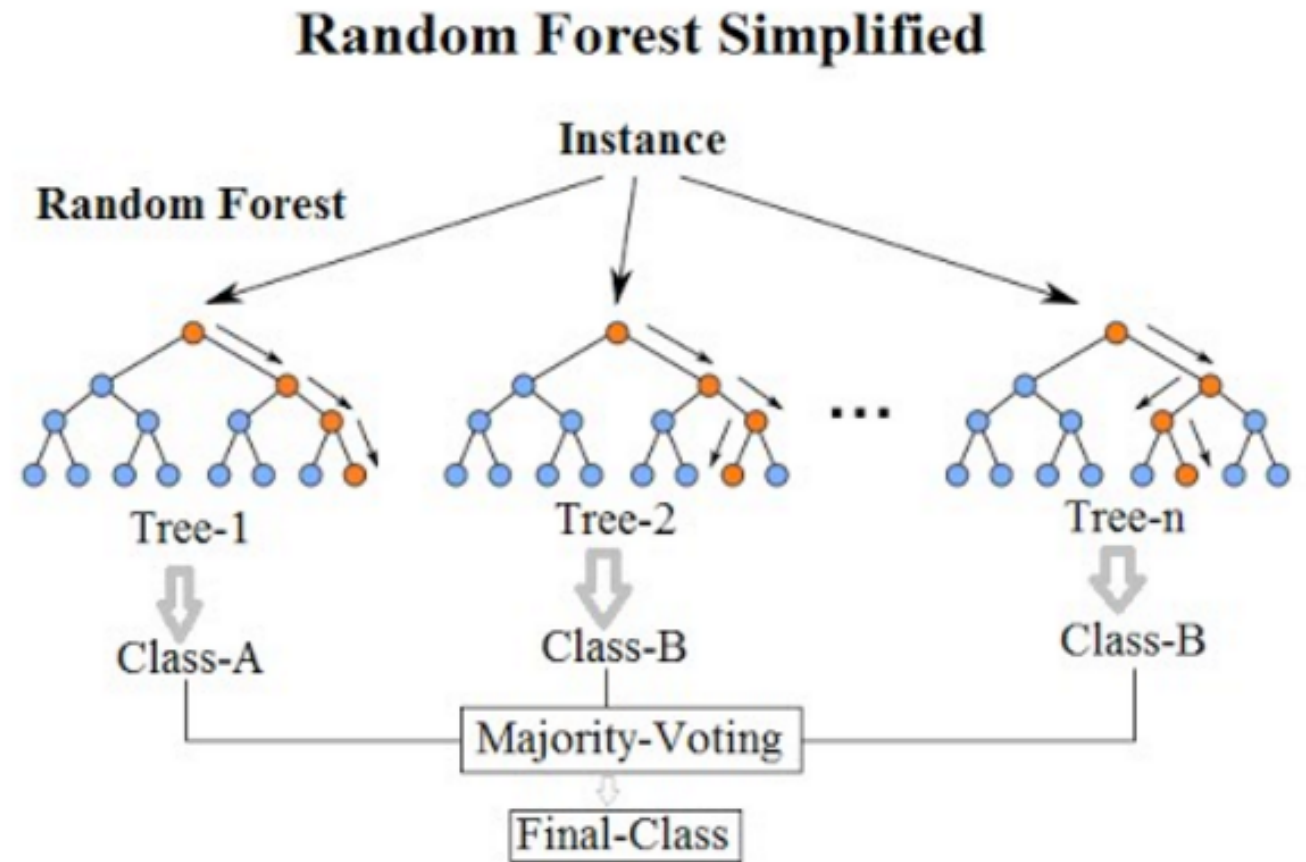 Random Forest Simplified
Instance
Random Forest
...
Tree-1
Tree-2
Tree-n
Class-A
Class-B
Class-B
Majority-Voting
Final-Class